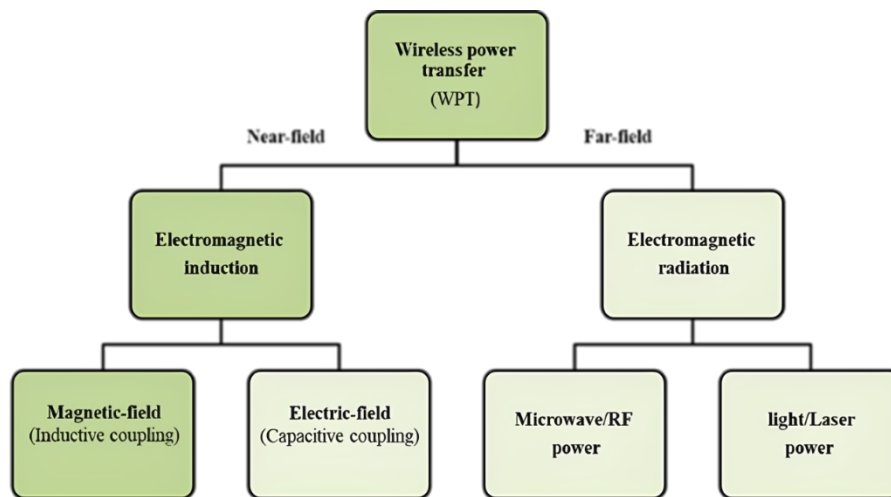 Wireless power
transfer
(WPT)
Near-field
Far-field
Electromagnetic
induction
Electromagnetic
radiation
Magnetic-field
(Inductive coupling)
Electric-field
(Capacitive coupling)
Microwave/RF
power
light/Laser
power